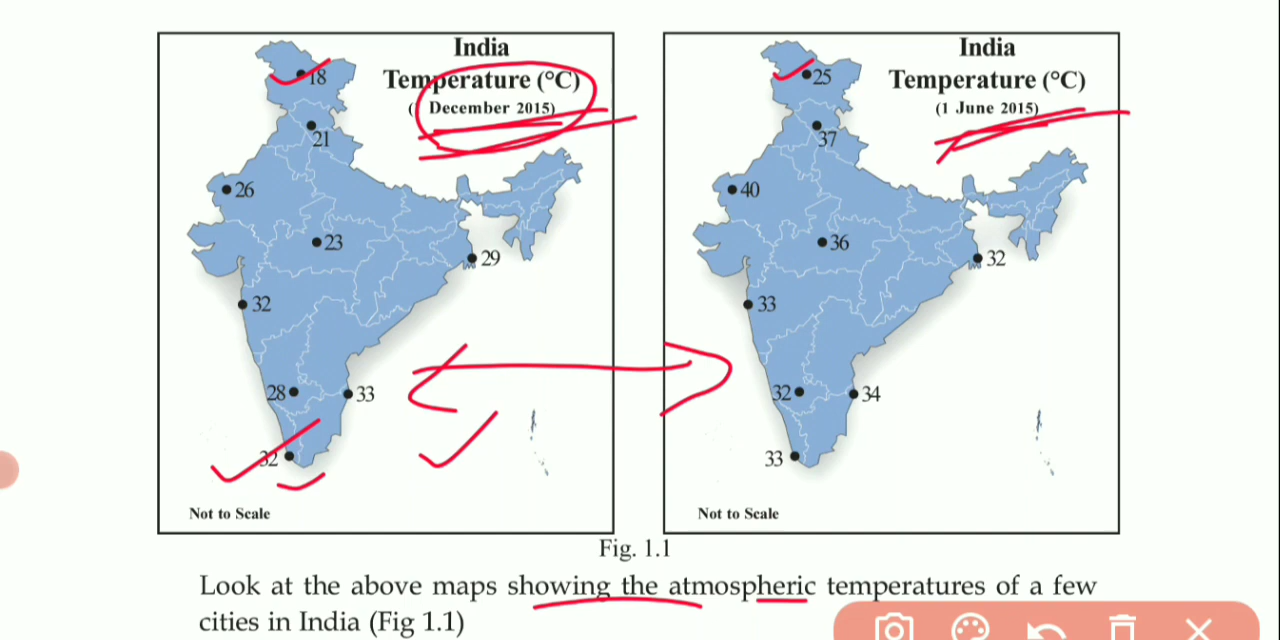 India
Temperature (°C)
( December 2015)
18
21
26
23
29
32
28
33
32
Not to Scale
India
Temperature (°C)
(1 June 2015)
25
37
40
36
32
33
32
34
33
Not to Scale
Fig. 1.1
Look at the above maps showing the atmospheric temperatures of a few
cities in India (Fig 1.1)